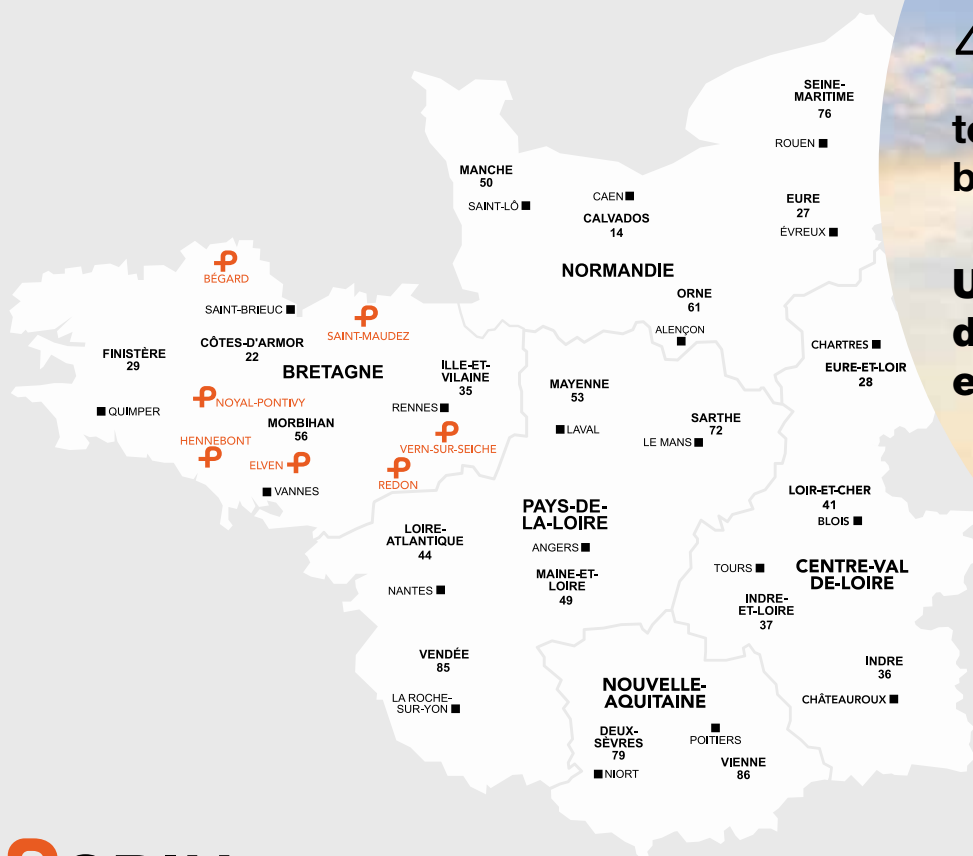 SEINE-
MARITIME
76
ROUEN
MANCHE
50
SAINT-LÔ
CAEN
CALVADOS
14
EURE
27
ÉVREUX
NORMANDIE
ORNE
61
ALENÇON
BÉGARD
SAINT-BRIEUC
SAINT-MAUDEZ
CÔTES-D'ARMOR
22
FINISTÈRE
29
BRETAGNE
ILLE-ET-
VILAINE
35
RENNES
QUIMPER
NOYAL-PONTIVY
MORBIHAN
56
HENNEBONT
ELVEN
VERN-SUR-SEICHE
REDON
VANNES
MAYENNE
53
LAVAL
SARTHE
72
LE MANS
CHARTRES
EURE-ET-LOIR
28
LOIR-ET-CHER
41
BLOIS
PAYS-DE-
LA-LOIRE
ANGERS
MAINE-ET-
LOIRE
49
LOIRE-
ATLANTIQUE
44
NANTES
TOURS
CENTRE-VAL
DE-LOIRE
INDRE-
ET-LOIRE
37
VENDÉE
85
LA ROCHE-
SUR-YON
INDRE
36
CHÂTEAUROUX
NOUVELLE-
AQUITAINE
DEUX-
SÈVRES
79
NIORT
POITIERS
VIENNE
86